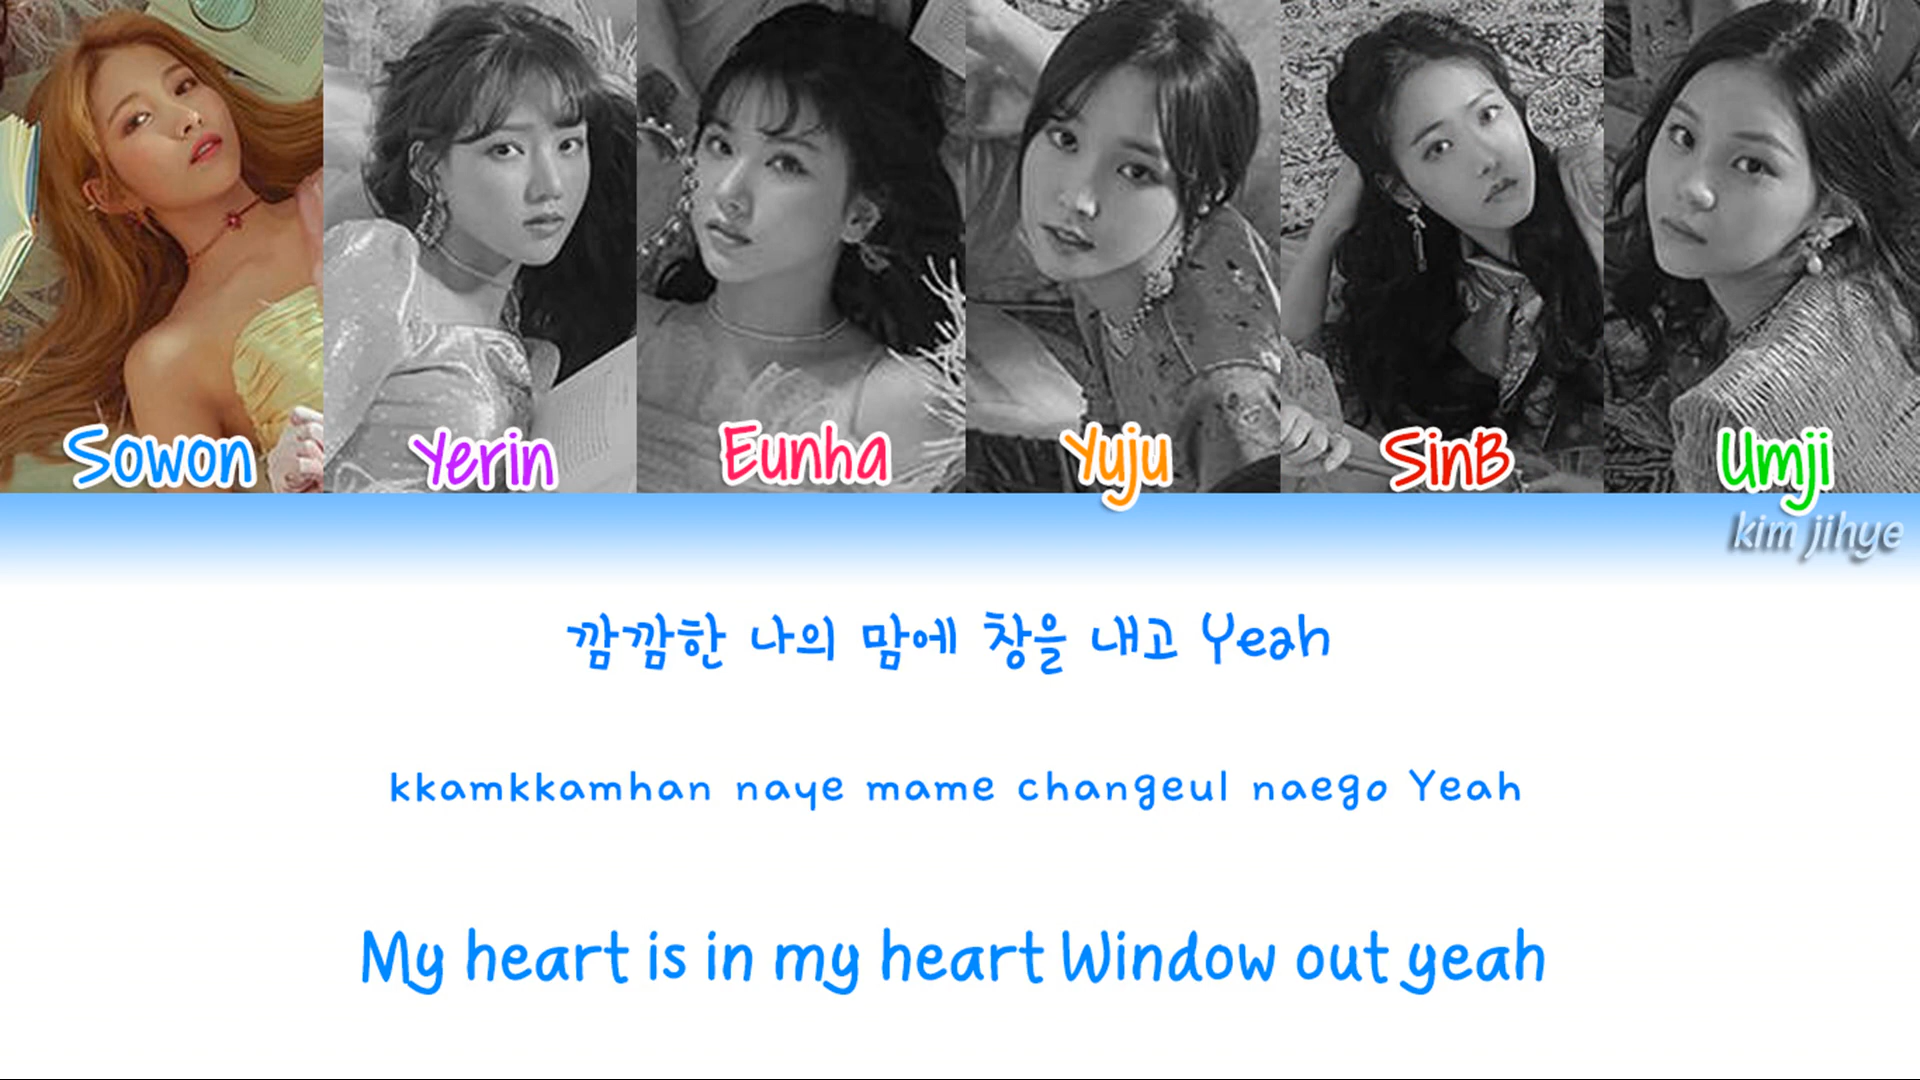 Sowon Yerin Eunha Yuju SinB Umji
kim jihye
깜깜한 나의 맘에 창을 내고 Yeah
kkamkkamhan naye mame changeul naego Yeah
My heart is in my heart Window out yeah